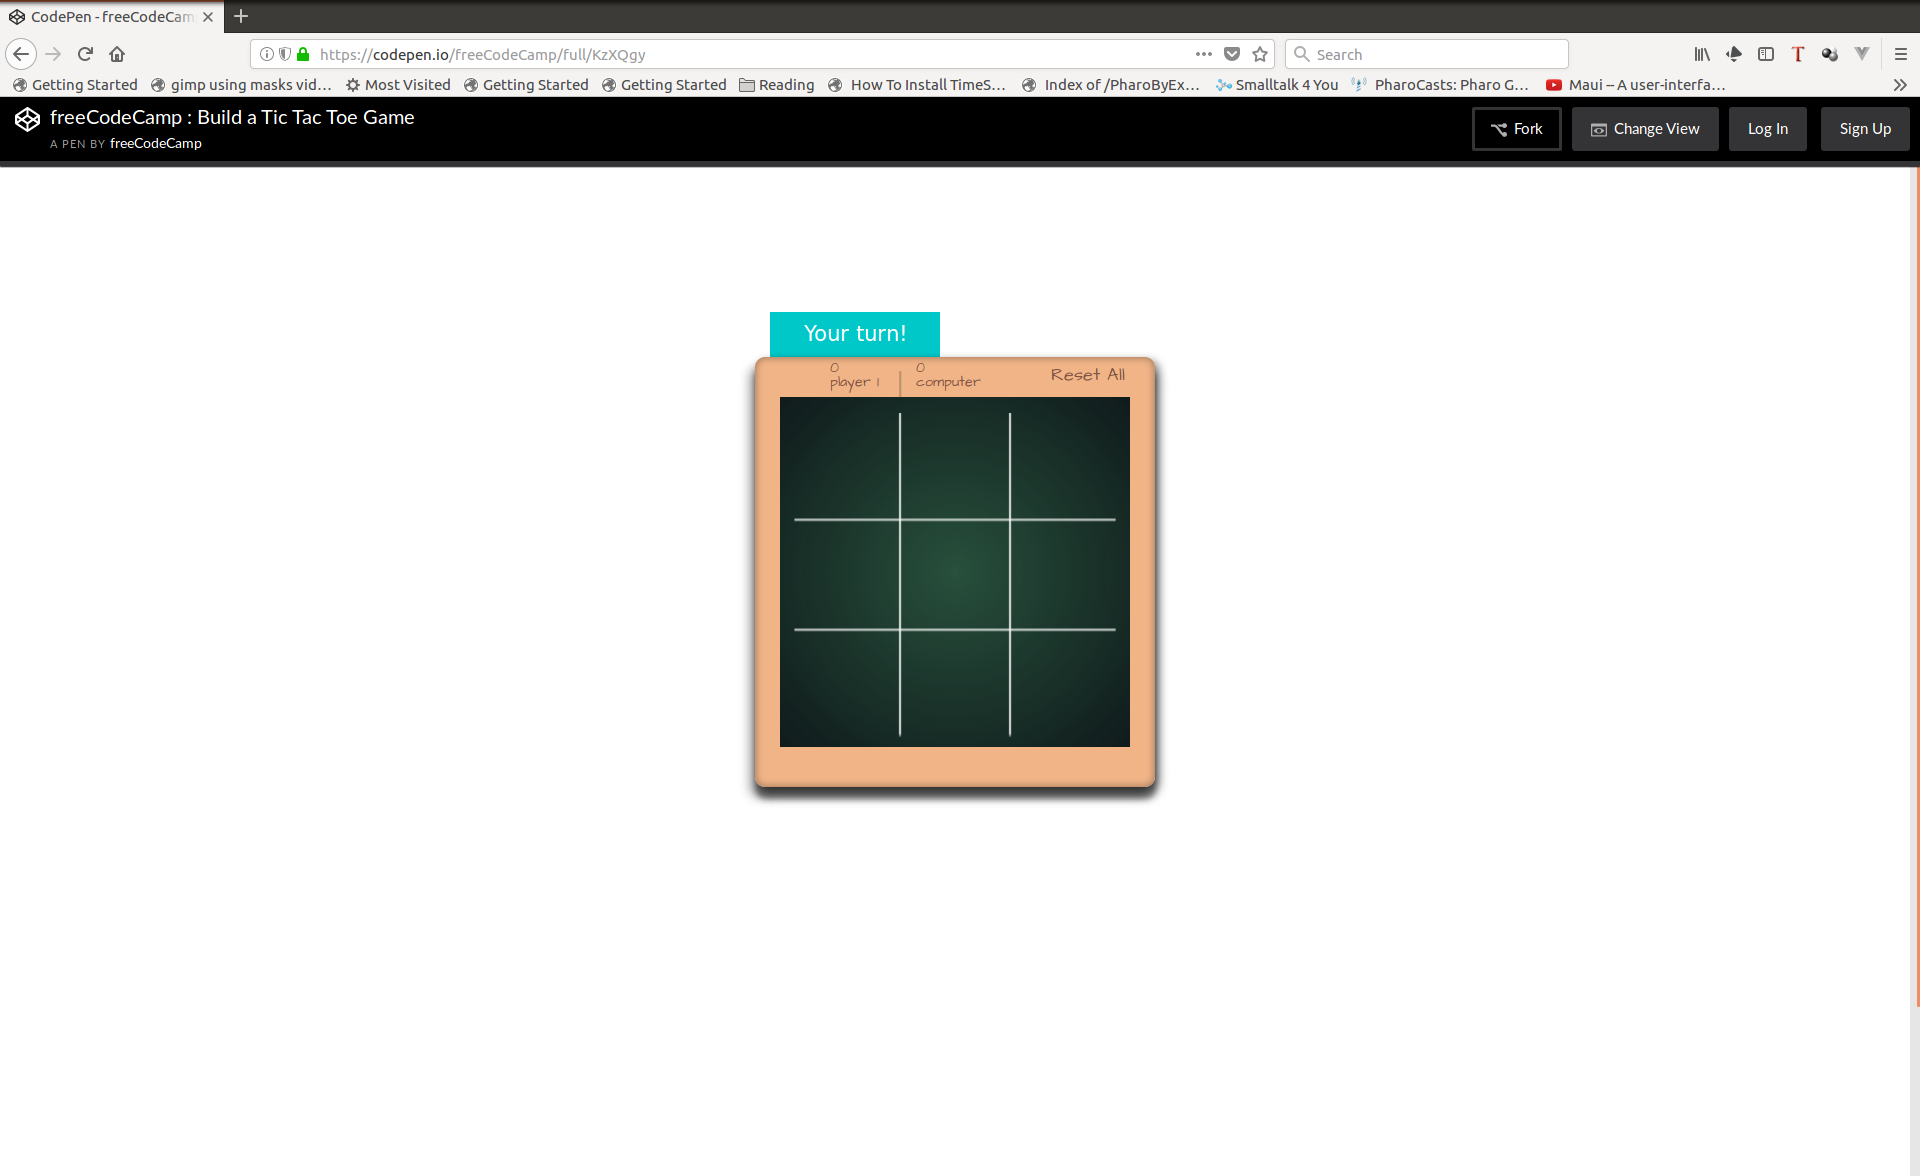 CodePen - freeCodeCam
https://codepen.io/freeCodeCamp/full/KzXQgy
Search
Getting Started
gimp using masks vid...
Most Visited
Getting Started
Getting Started
Reading
How To Install TimeS...
Index of /PharoByEx...
Smalltalk 4 You
PharoCasts: Pharo G...
Maui -- A user-interfa...
freeCodeCamp : Build a Tic Tac Toe Game
A PEN BY freeCodeCamp
Fork
Change View
Log In
Sign Up
Your turn!
0
player 1
0
computer
Reset All